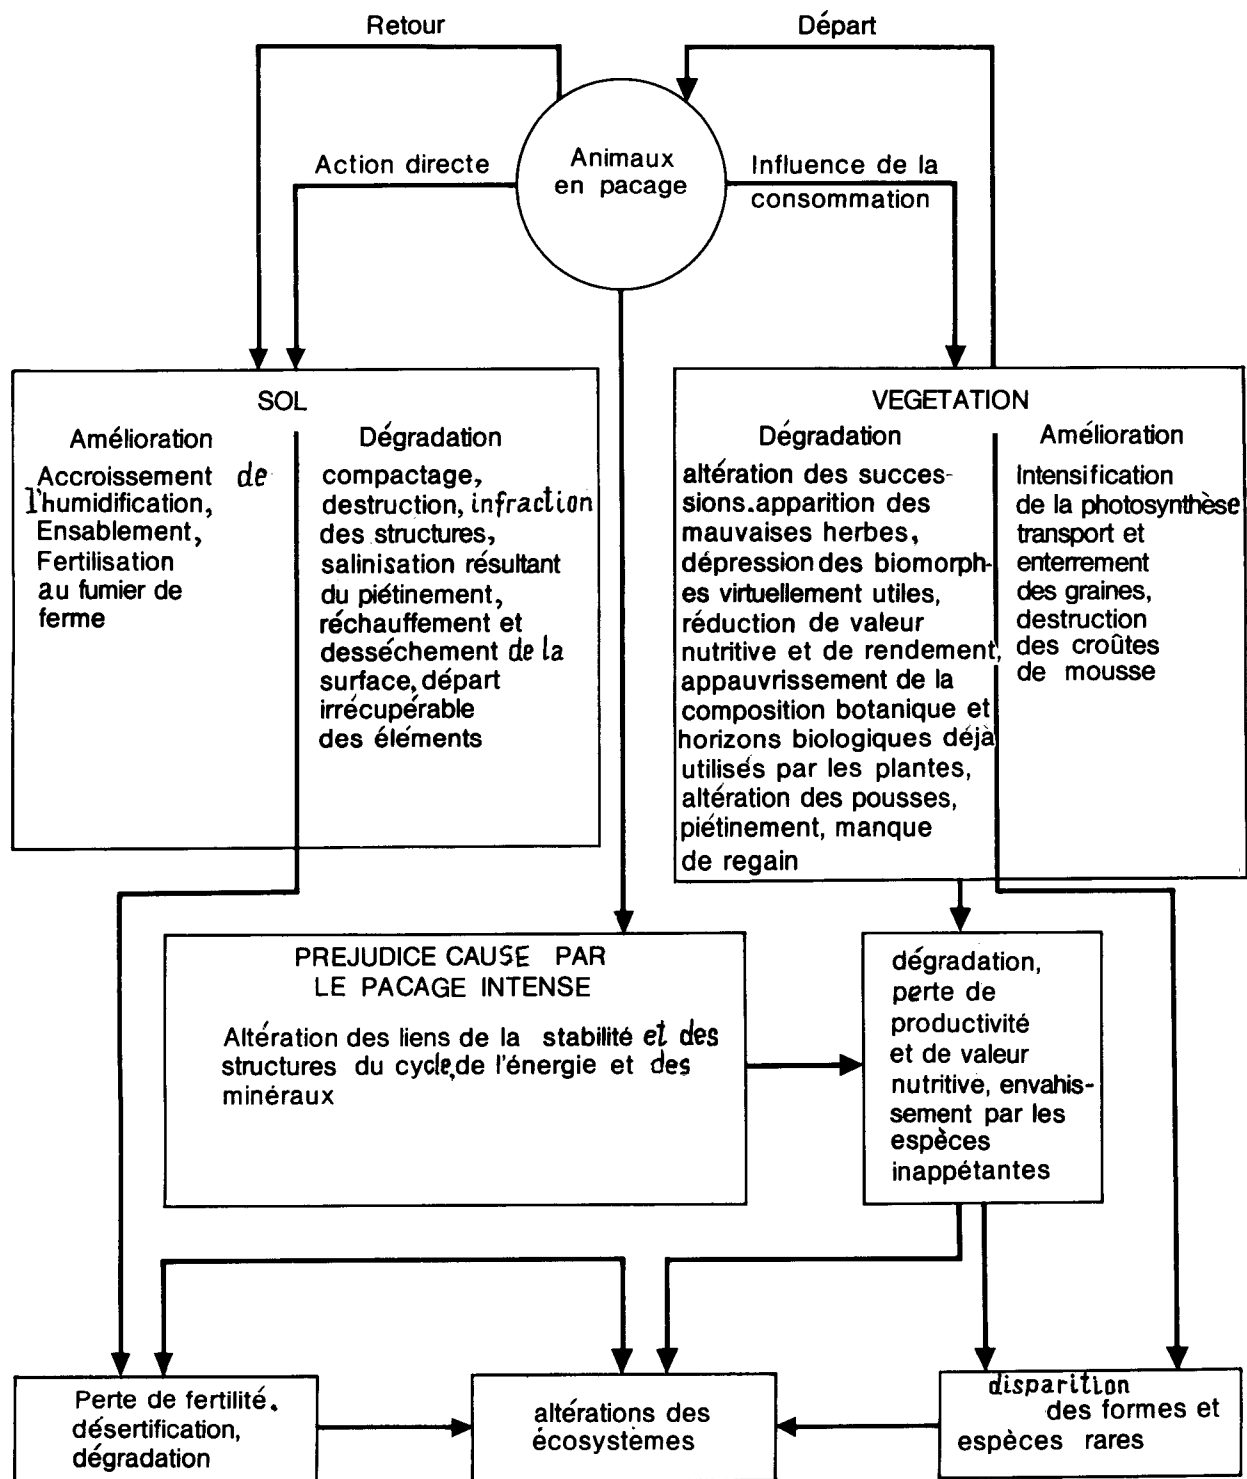 Retour
Départ
Action directe
Animaux
en pacage
Influence de la
consommation
SOL
Amélioration
Accroissement de
l'humidification,
Ensablement,
Fertilisation
au fumier de
ferme
Dégradation
compactage,
destruction, infraction
des structures,
salinisation résultant
du piétinement,
réchauffement et
desséchement de la
surface, départ
irrécupérable
des éléments
VEGETATION
Dégradation
altération des succes-
sions.apparition des
mauvaises herbes,
dépression des biomorph-
es virtuellement utiles,
réduction de valeur
nutritive et de rendement,
appauvrissement de la
composition botanique et
horizons biologiques déjà
utilisés par les plantes,
altération des pousses,
piétinement, manque
de regain
Amélioration
Intensification
de la photosynthèse
transport et
enterrement
des graines,
destruction
des croûtes
de mousse
PREJUDICE CAUSE PAR
LE PACAGE INTENSE
Altération des liens de la stabilité et des
structures du cycle,de l'énergie et des
minéraux
dégradation,
perte de
productivité
et de valeur
nutritive, envahis-
sement par les
espèces
inappétantes
Perte de fertilité.
désertification,
dégradation
altérations des
écosystèmes
disparition
des formes et
espèces rares